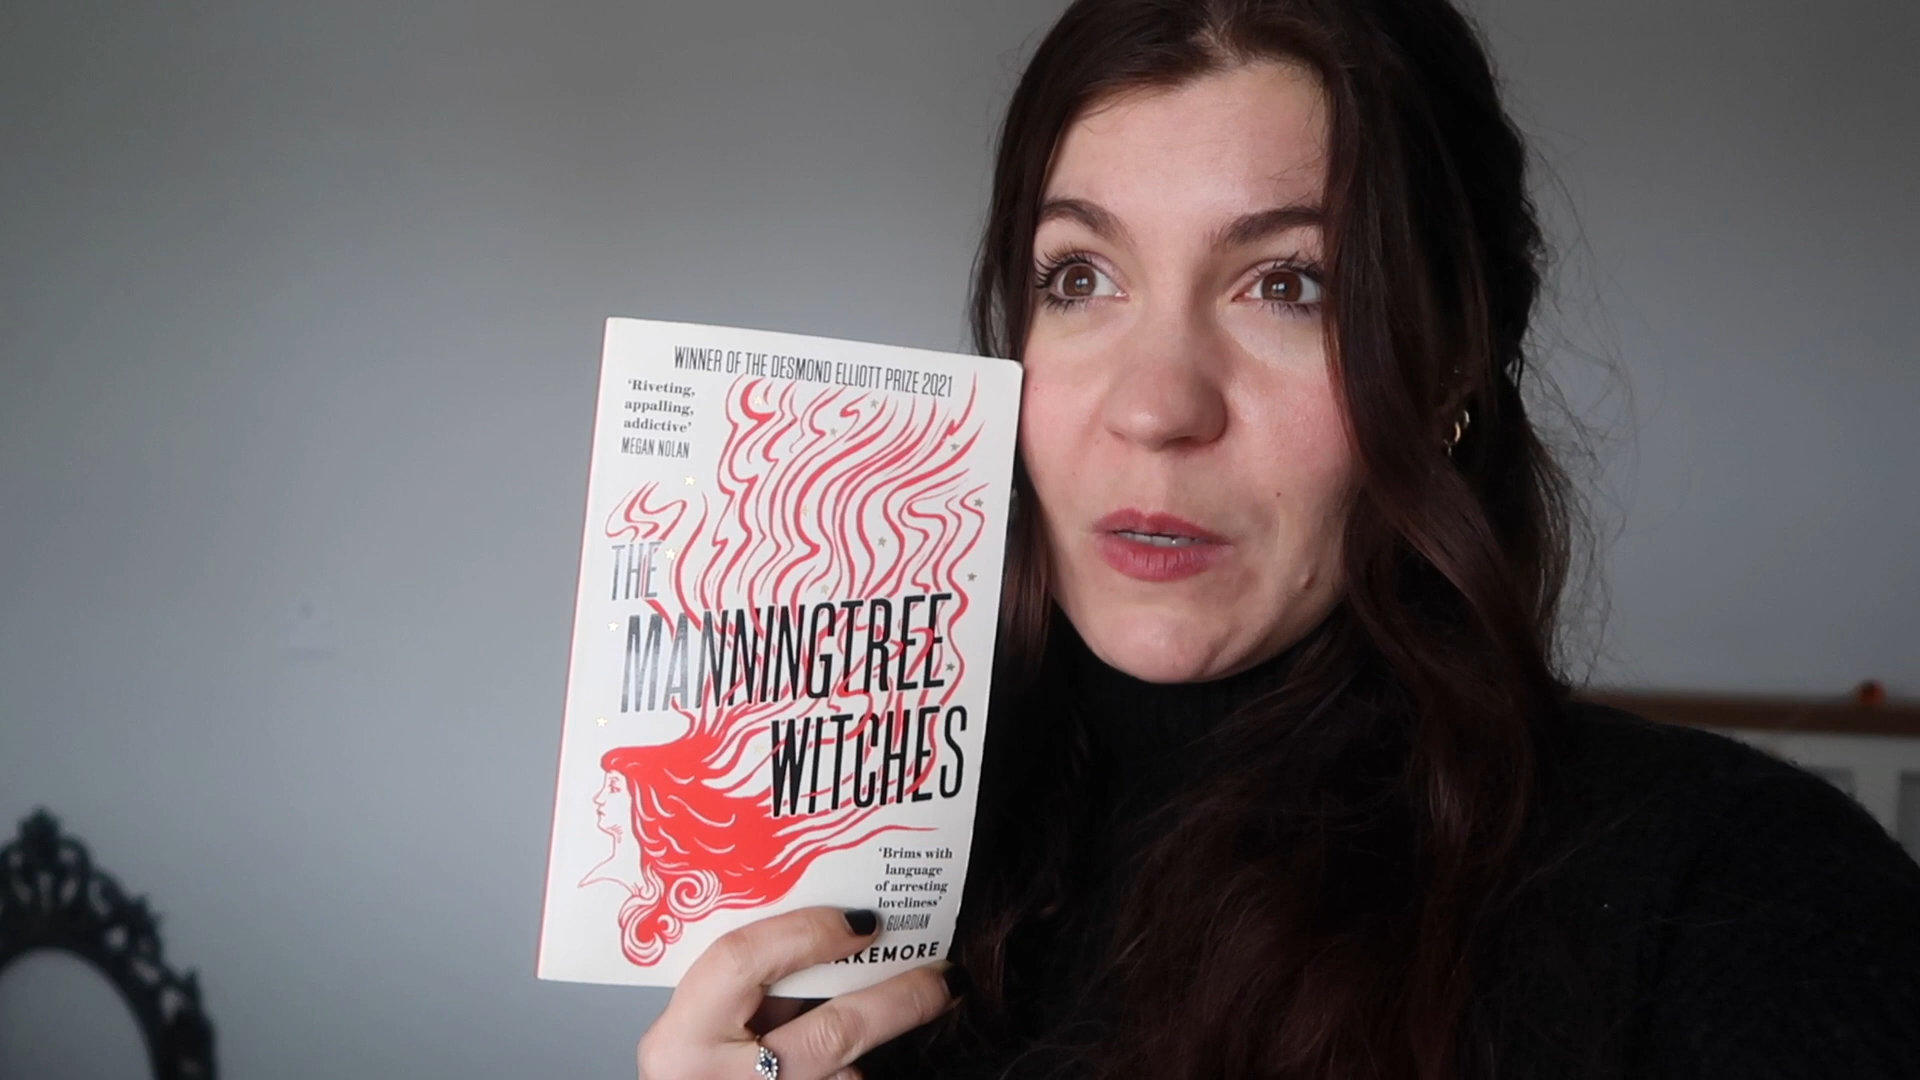 WINNER OF THE DESMOND ELLIOTT PRIZE 2021
‘Riveting,
appalling,
addictive’
MEGAN NOLAN
THE
MANNINGTREE
WITCHES
‘Brims with
language
of arresting
loveliness’
GUARDIAN
AKEMORE